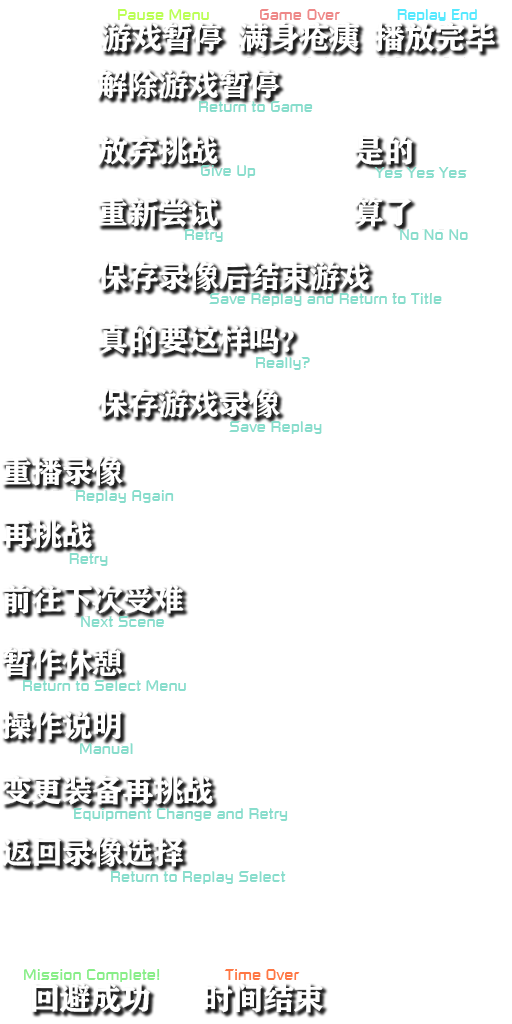 Pause Menu Game Over Replay End
游戏暂停 满身疮痍 播放完毕
解除游戏暂停
Return to Game
放弃挑战 是的
Give Up Yes Yes Yes
重新尝试 算了
Retry No No No
保存录像后结束游戏
Save Replay and Return to Title
真的要这样吗?
Really?
保存游戏录像
Save Replay
重播录像
Replay Again
再挑战
Retry
前往下次受难
Next Scene
暂作休憩
Return to Select Menu
操作说明
Manual
变更装备再挑战
Equipment Change and Retry
返回录像选择
Return to Replay Select
Mission Complete! Time Over
回避成功 时间结束